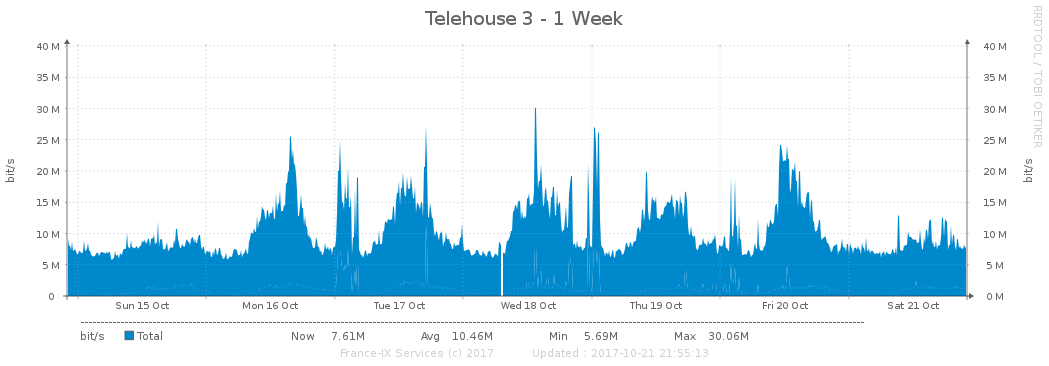 Telehouse 3 - 1 Week
RRDTOOL / TOBI OETIKER
40 M 40 M
35 M 35 M
30 M 30 M
25 M 25 M
20 M 20 M
15 M 15 M
10 M 10 M
5 M 5 M
0 0 M
bit/s bit/s
Sun 15 Oct Mon 16 Oct Tue 17 Oct Wed 18 Oct Thu 19 Oct Fri 20 Oct Sat 21 Oct
bit/s Total Now 7.61M Avg 10.46M Min 5.69M Max 30.06M
France-IX Services (c) 2017 Updated : 2017-10-21 21:55:13